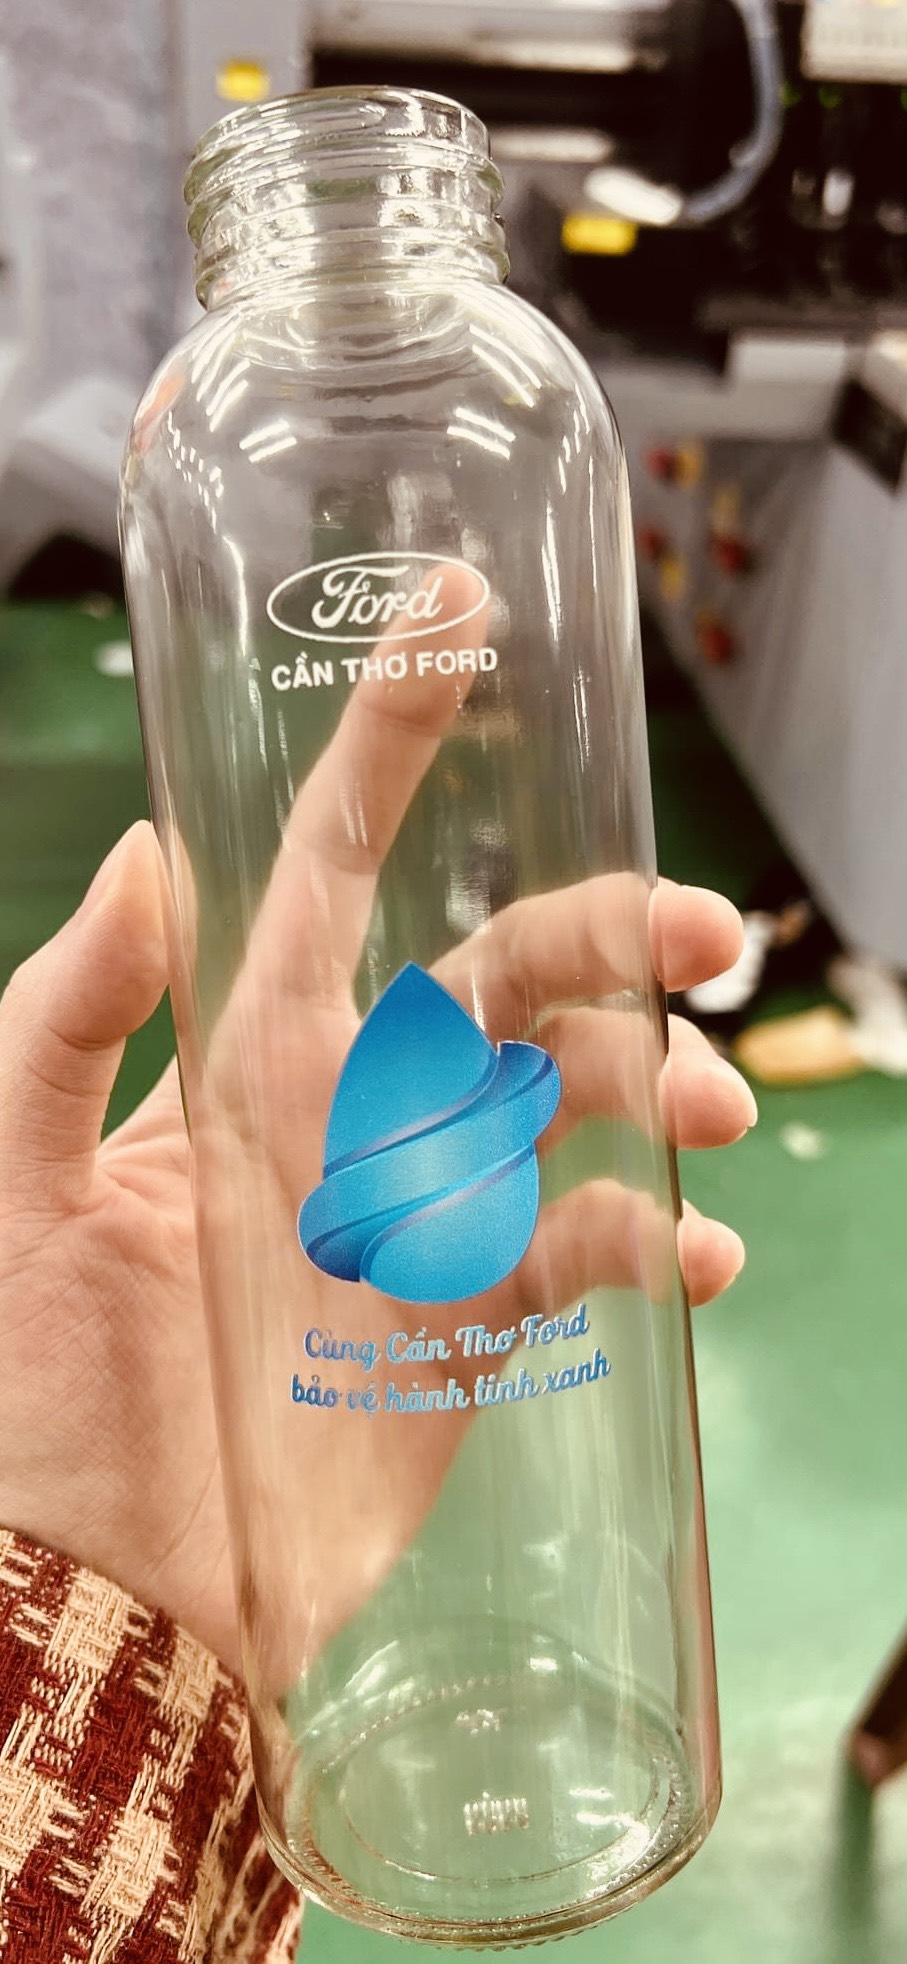 Ford
CẦN THƠ FORD
Cùng Cần Thơ Ford
bảo vệ hành tinh xanh